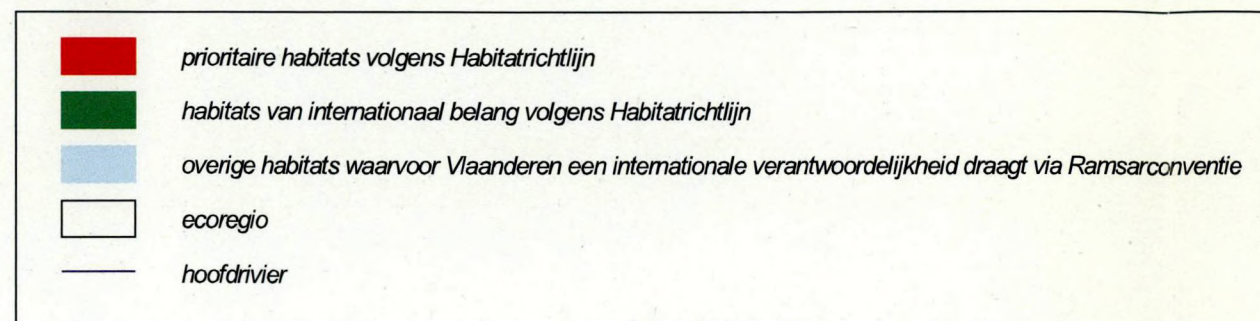 prioritaire habitats volgens Habitatrichtlijn
habitats van internationaal belang volgens Habitatrichtlijn
overige habitats waarvoor Vlaanderen een internationale verantwoordelijkheid draagt via Ramsarconventie
ecoregio
hoofdrivier